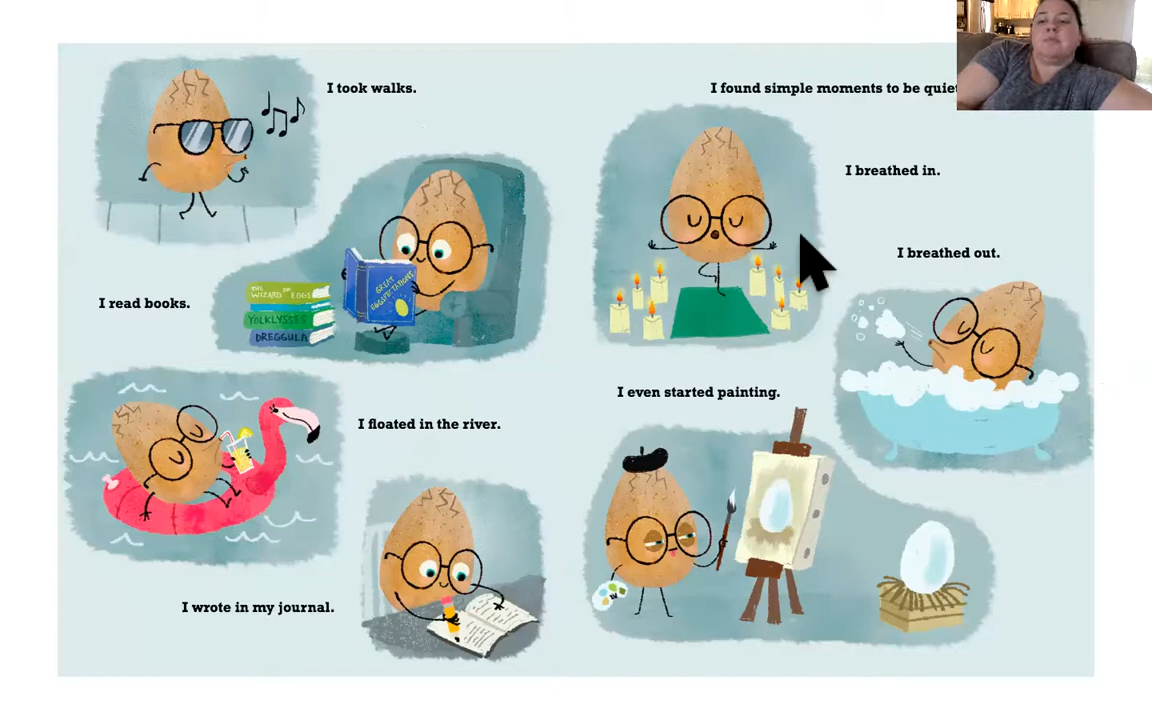 I took walks.
I read books.
THE
WIZARD OF EGGS
YOLKLYSSES
DREGGULA
GREAT
EGGSPECTATIONS
I floated in the river.
I wrote in my journal.
I found simple moments to be quiet
I breathed in.
I breathed out.
I even started painting.